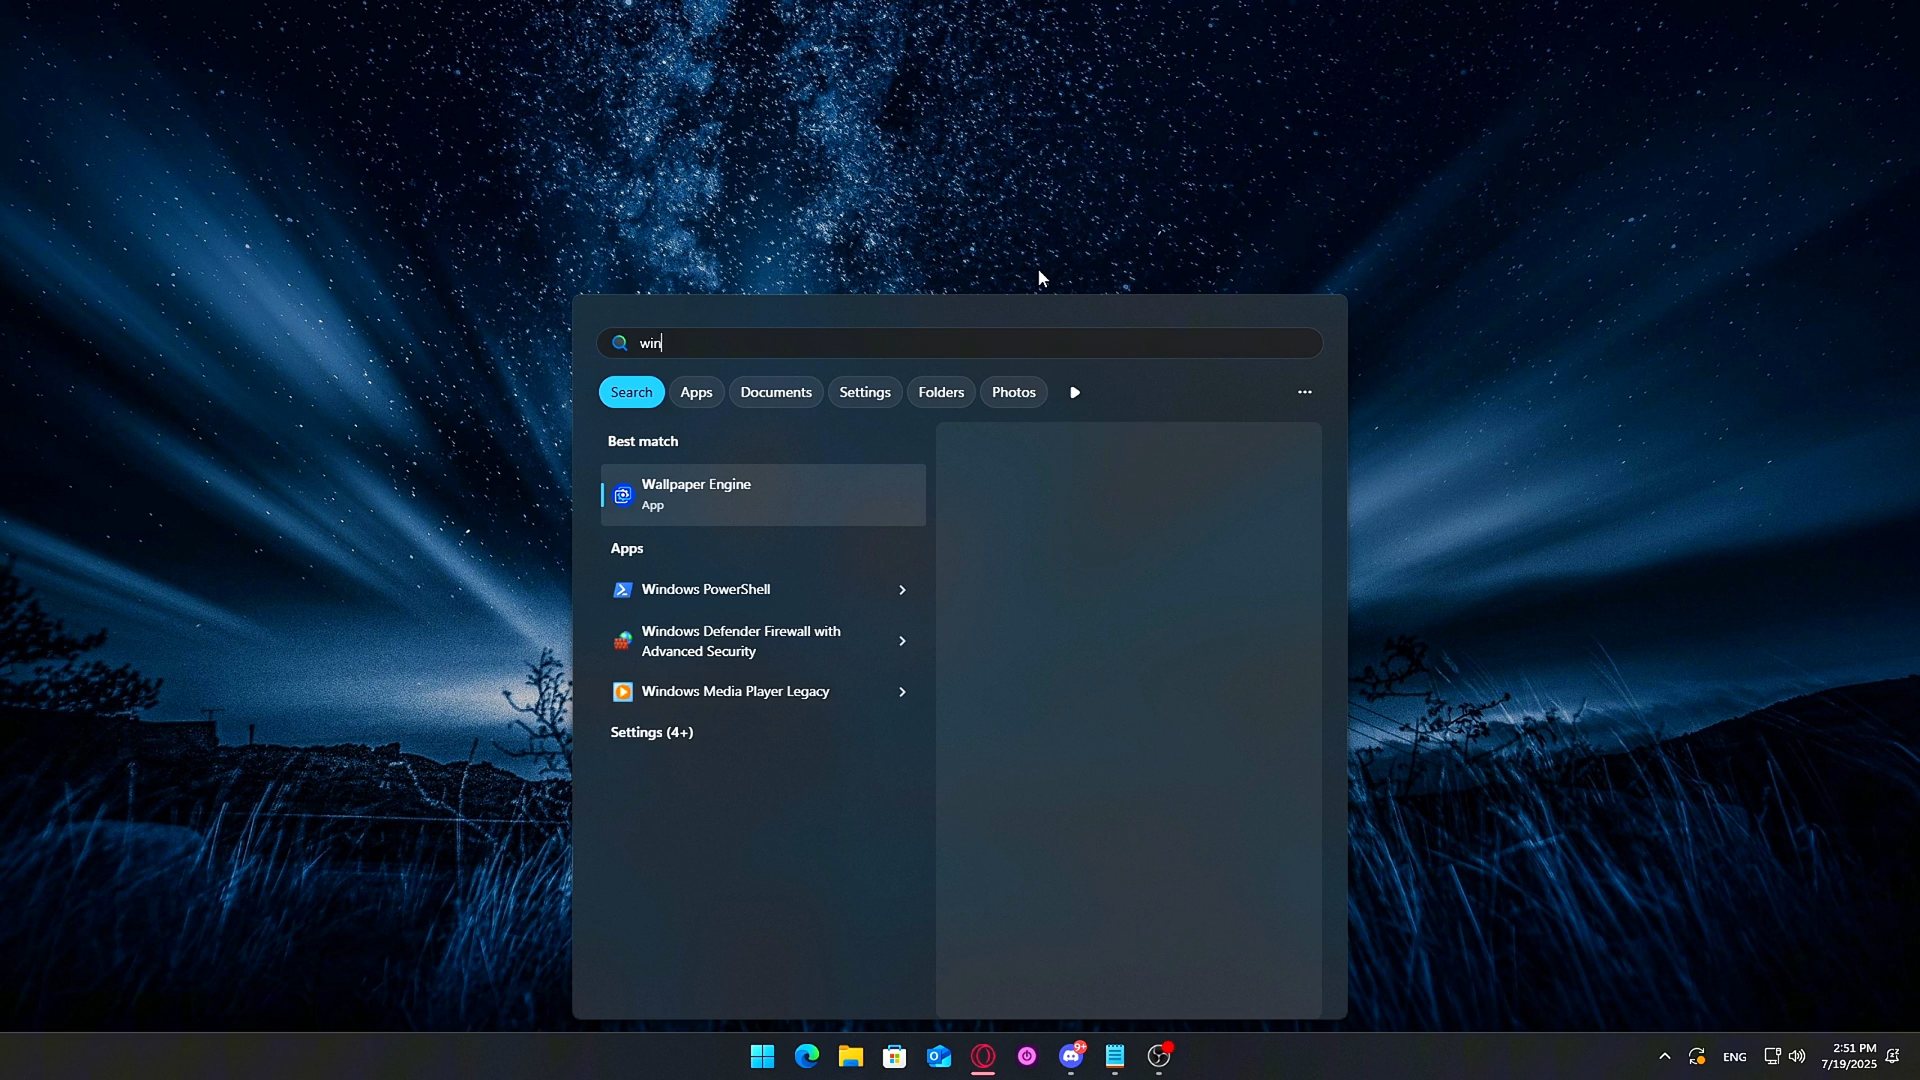 win
Search Apps Documents Settings Folders Photos
Best match
Wallpaper Engine
App
Apps
Windows PowerShell
Windows Defender Firewall with
Advanced Security
Windows Media Player Legacy
Settings (4+)
9+
ENG
2:51 PM
7/19/2025